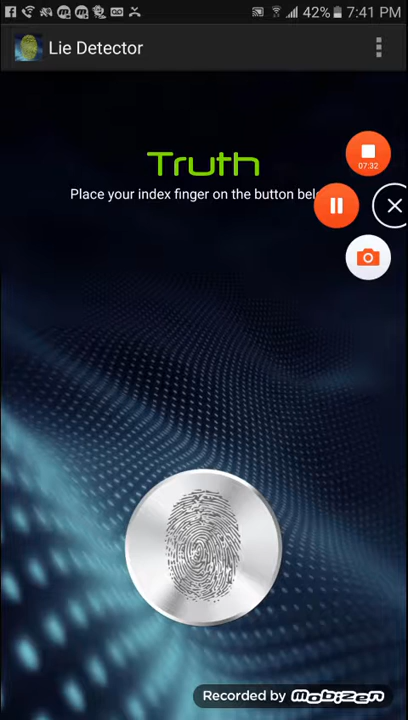 42% 7:41 PM
Lie Detector
Truth
07:32
Place your index finger on the button
Recorded by Mobizen